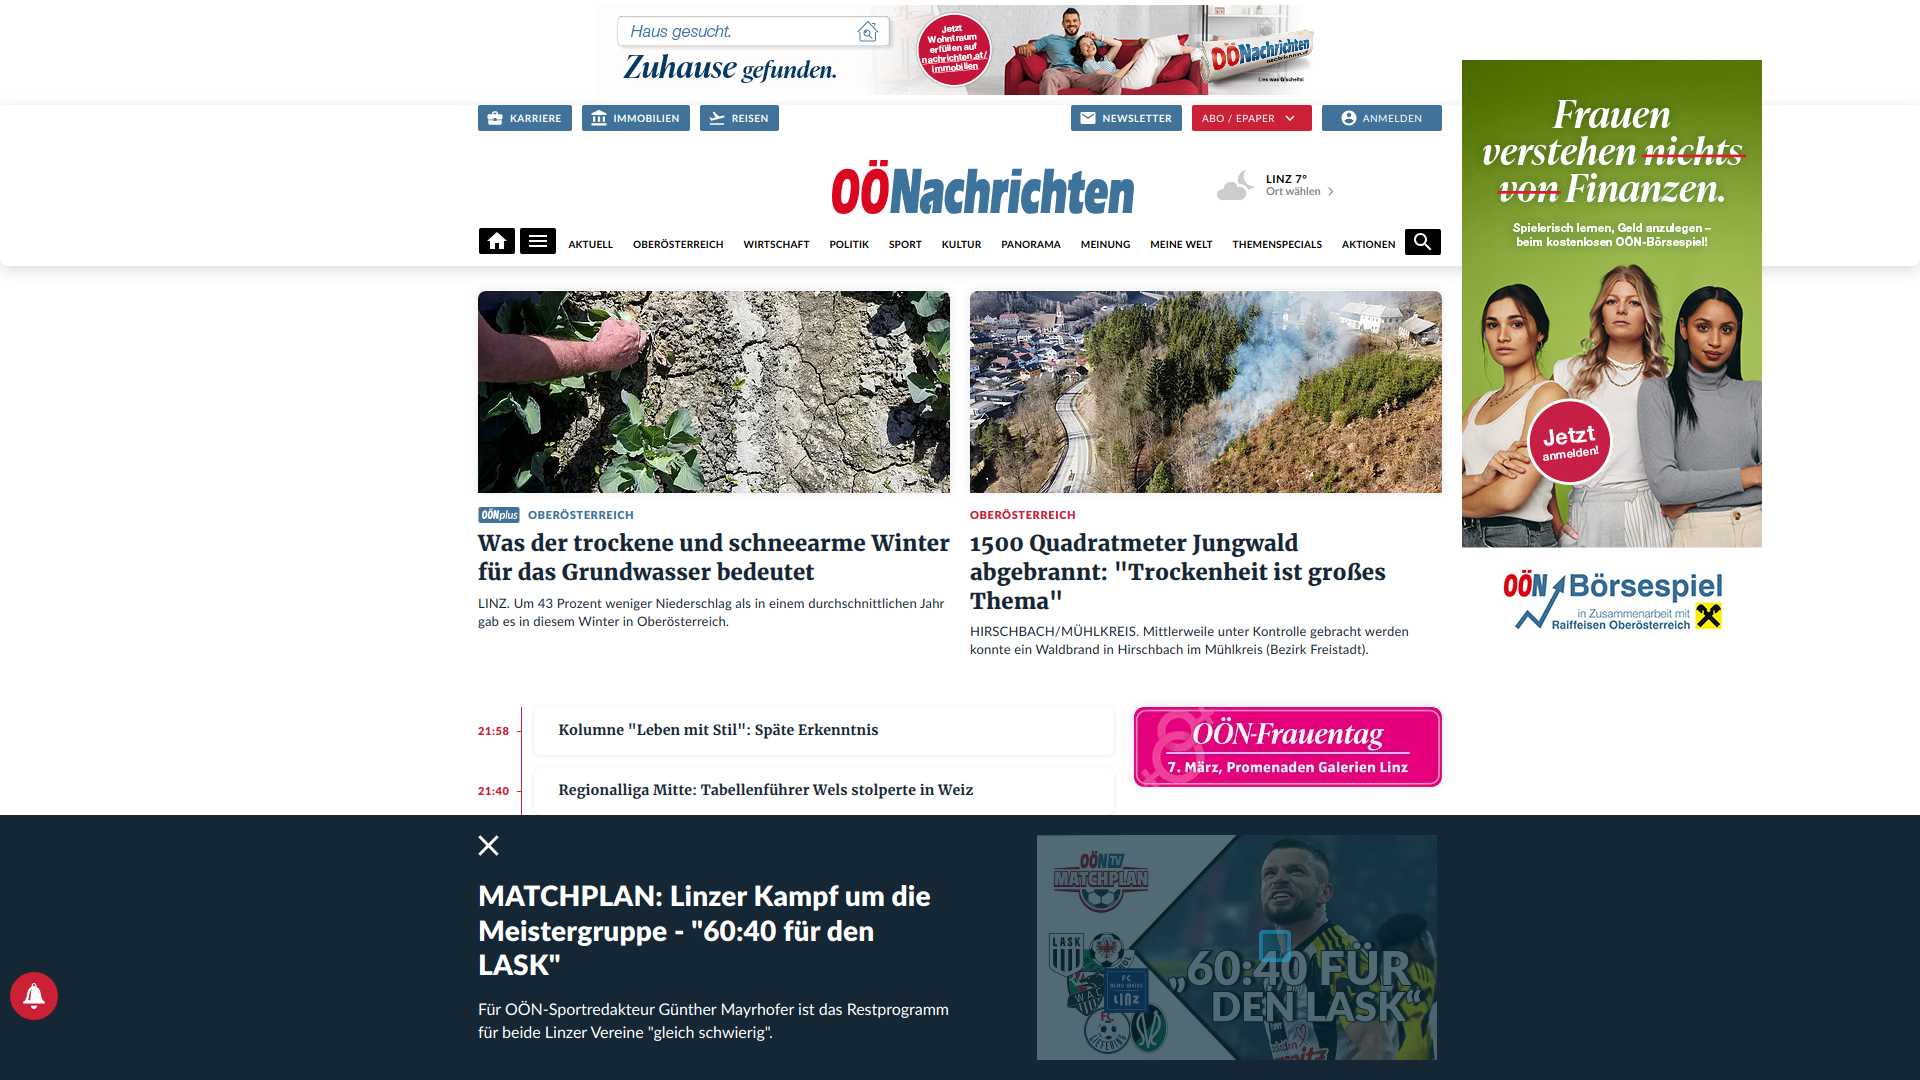 Haus gesucht.
Zuhause gefunden.
Jetzt
Wohntraum
erfüllen auf
nachrichten.at/
immobilien
OÖNachrichten
Lies was G'scheits!
KARRIERE
IMMOBILIEN
REISEN
NEWSLETTER
ABO / EPAPER
ANMELDEN
OÖNachrichten
LINZ 7°
Ort wählen
AKTUELL
OBERÖSTERREICH
WIRTSCHAFT
POLITIK
SPORT
KULTUR
PANORAMA
MEINUNG
MEINE WELT
THEMENSPECIALS
AKTIONEN
Frauen
verstehen nichts
von Finanzen.
Spielerisch lernen, Geld anzulegen –
beim kostenlosen OÖN-Börsespiel!
Jetzt
anmelden!
OÖN Börsespiel
in Zusammenarbeit mit
Raiffeisen Oberösterreich
OÖNplus OBERÖSTERREICH
Was der trockene und schneearme Winter
für das Grundwasser bedeutet
LINZ. Um 43 Prozent weniger Niederschlag als in einem durchschnittlichen Jahr
gab es in diesem Winter in Oberösterreich.
OBERÖSTERREICH
1500 Quadratmeter Jungwald
abgebrannt: "Trockenheit ist großes
Thema"
HIRSCHBACH/MÜHLKREIS. Mittlerweile unter Kontrolle gebracht werden
konnte ein Waldbrand in Hirschbach im Mühlkreis (Bezirk Freistadt).
21:58
Kolumne "Leben mit Stil": Späte Erkenntnis
21:40
Regionalliga Mitte: Tabellenführer Wels stolperte in Weiz
OÖN-Frauentag
7. März, Promenaden Galerien Linz
MATCHPLAN: Linzer Kampf um die
Meistergruppe - "60:40 für den
LASK"
Für OÖN-Sportredakteur Günther Mayrhofer ist das Restprogramm
für beide Linzer Vereine "gleich schwierig".
OÖN TV
MATCHPLAN
LASK
WAC
FC
BLAU WEISS
LINZ
FC
LIEFERING
„60:40 FÜR
DEN LASK“